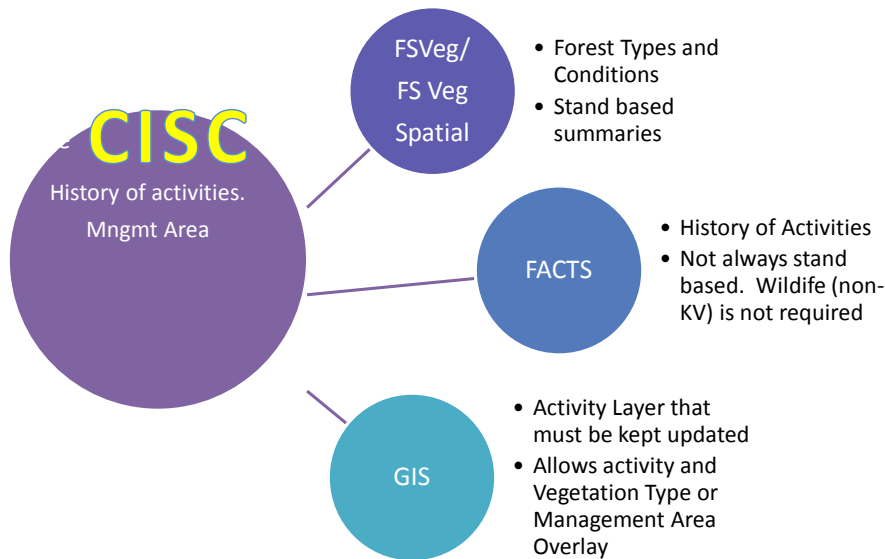 CISC
History of activities.
Mngmt Area
FSVeg/
FS Veg
Spatial
• Forest Types and
Conditions
• Stand based
summaries
FACTS
• History of Activities
• Not always stand
based.  Wildife (non-
KV) is not required
GIS
• Activity Layer that
must be kept updated
• Allows activity and
Vegetation Type or
Management Area
Overlay